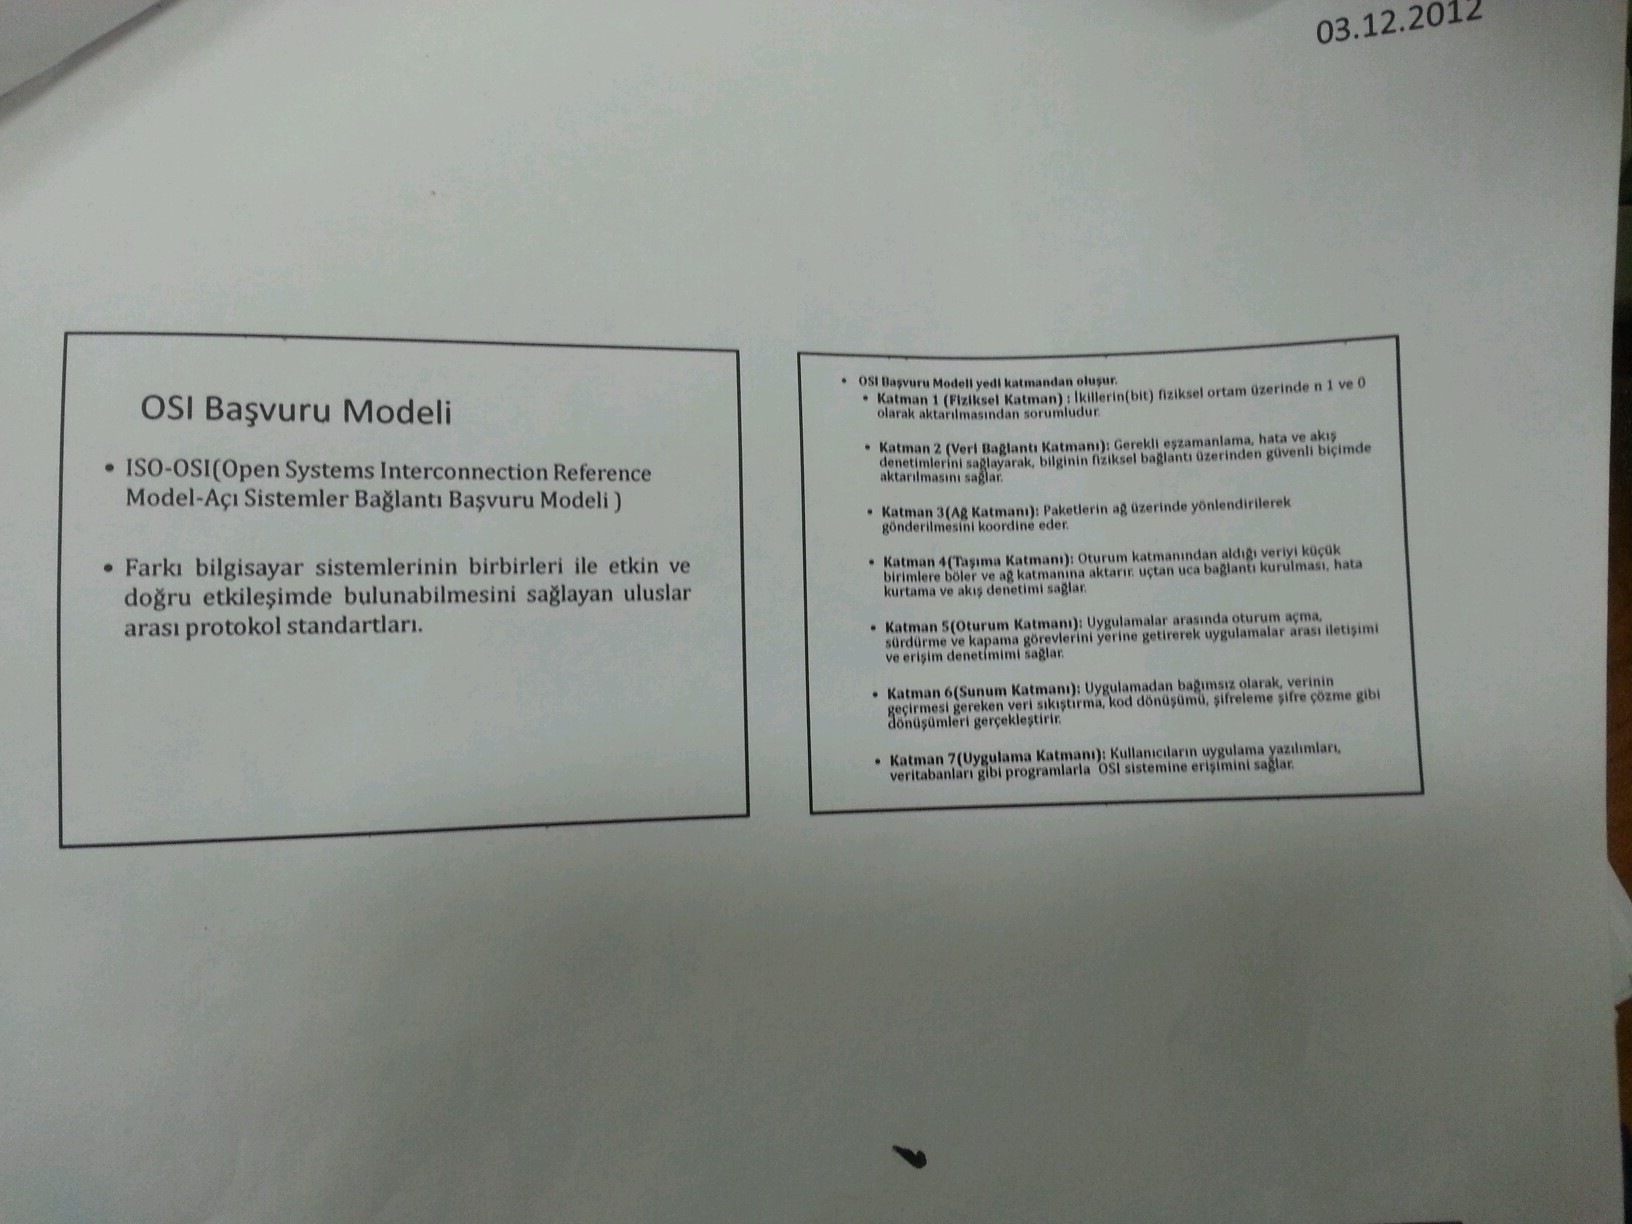 03.12.2012
OSI Başvuru Modeli
• ISO-OSI(Open Systems Interconnection Reference
Model-Açı Sistemler Bağlantı Başvuru Modeli )
• Farkı bilgisayar sistemlerinin birbirleri ile etkin ve
doğru etkileşimde bulunabilmesini sağlayan uluslar
arası protokol standartları.
• OSI Başvuru Modeli yedi katmandan oluşur.
• Katman 1 (Fiziksel Katman) : İkillerin(bit) fiziksel ortam üzerinde n 1 ve 0
olarak aktarılmasından sorumludur.
• Katman 2 (Veri Bağlantı Katmanı): Gerekli eşzamanlama, hata ve akış
denetimlerini sağlayarak, bilginin fiziksel bağlantı üzerinden güvenli biçimde
aktarılmasını sağlar.
• Katman 3(Ağ Katmanı): Paketlerin ağ üzerinde yönlendirilerek
gönderilmesini koordine eder.
• Katman 4(Taşıma Katmanı): Oturum katmanından aldığı veriyi küçük
birimlere böler ve ağ katmanına aktarır. uçtan uca bağlantı kurulması, hata
kurtama ve akış denetimi sağlar.
• Katman 5(Oturum Katmanı): Uygulamalar arasında oturum açma,
sürdürme ve kapama görevlerini yerine getirerek uygulamalar arası iletişimi
ve erişim denetimimi sağlar.
• Katman 6(Sunum Katmanı): Uygulamadan bağımsız olarak, verinin
geçirmesi gereken veri sıkıştırma, kod dönüşümü, şifreleme şifre çözme gibi
dönüşümleri gerçekleştirir.
• Katman 7(Uygulama Katmanı): Kullanıcıların uygulama yazılımları,
veritabanları gibi programlarla OSI sistemine erişimini sağlar.